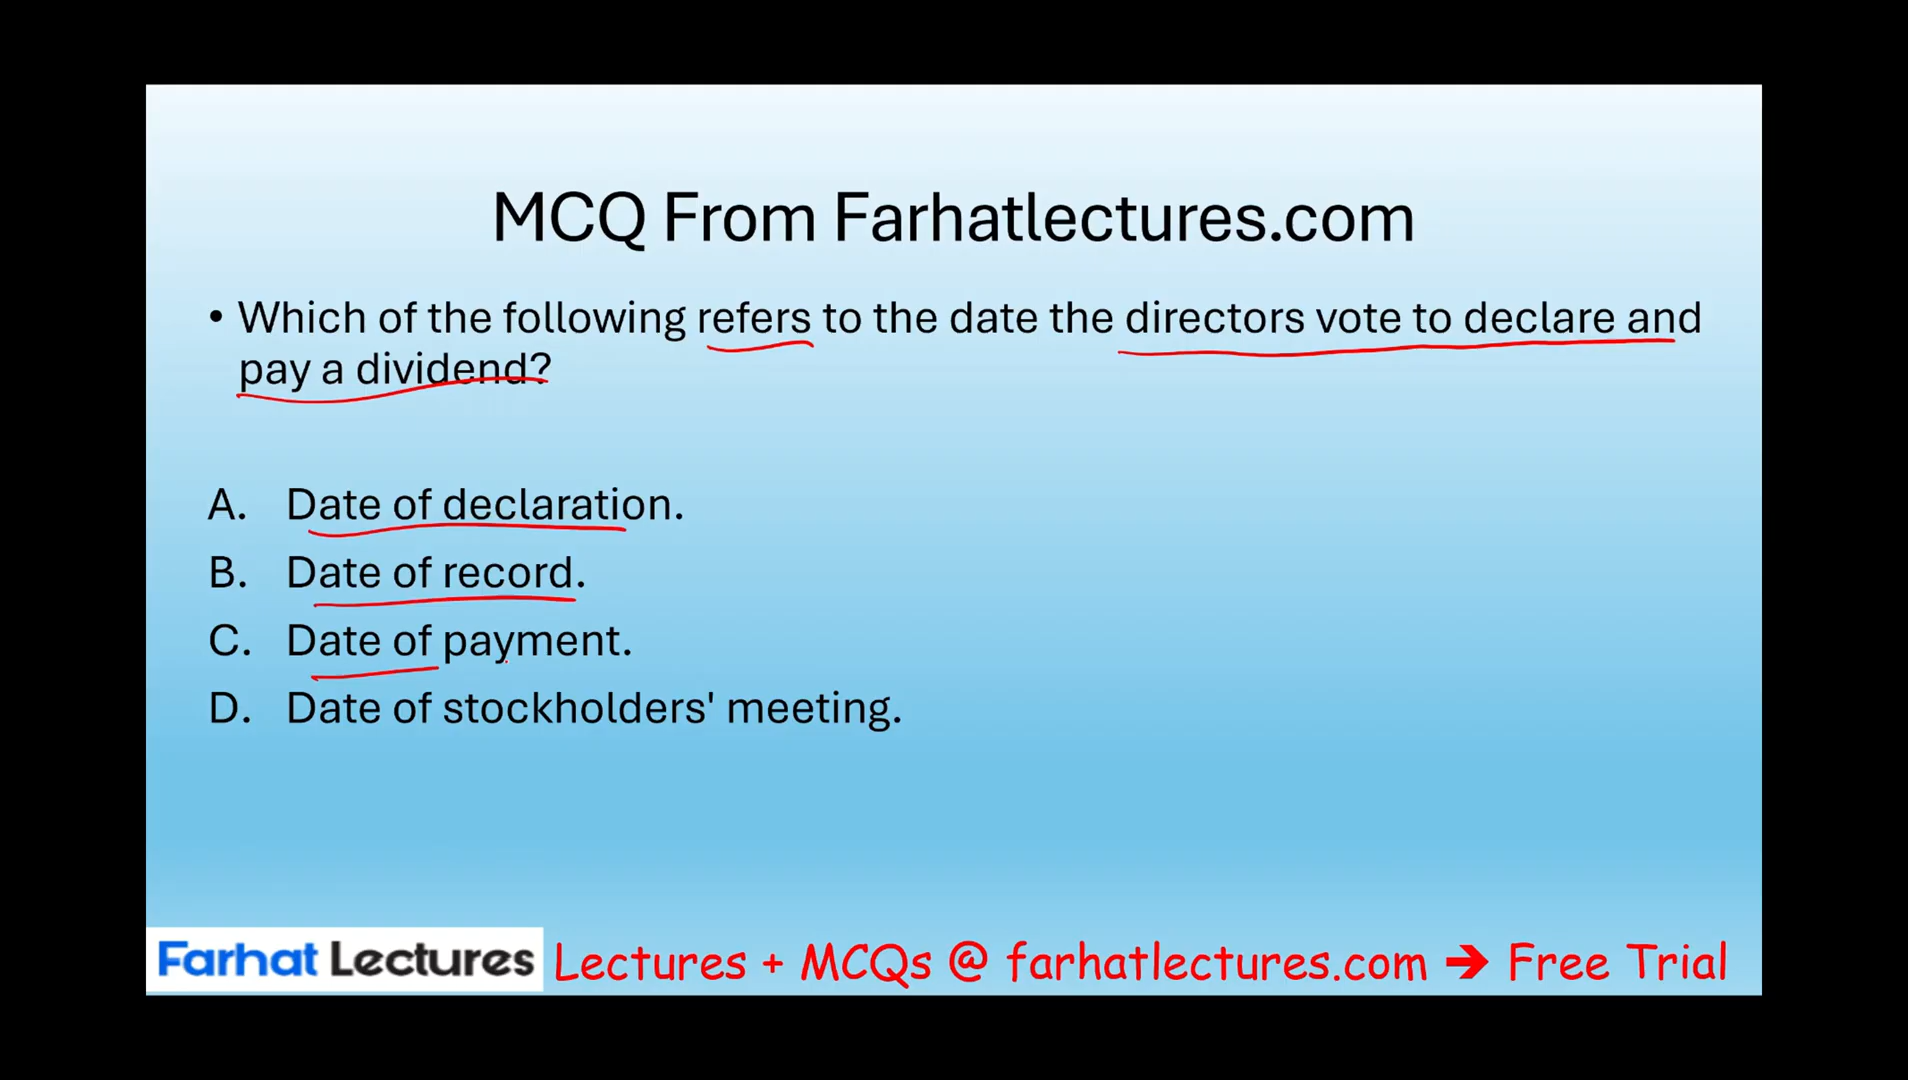 MCQ From Farhatlectures.com
• Which of the following refers to the date the directors vote to declare and
pay a dividend?
A. Date of declaration.
B. Date of record.
C. Date of payment.
D. Date of stockholders' meeting.
Farhat Lectures Lectures + MCQs @ farhatlectures.com ➔ Free Trial